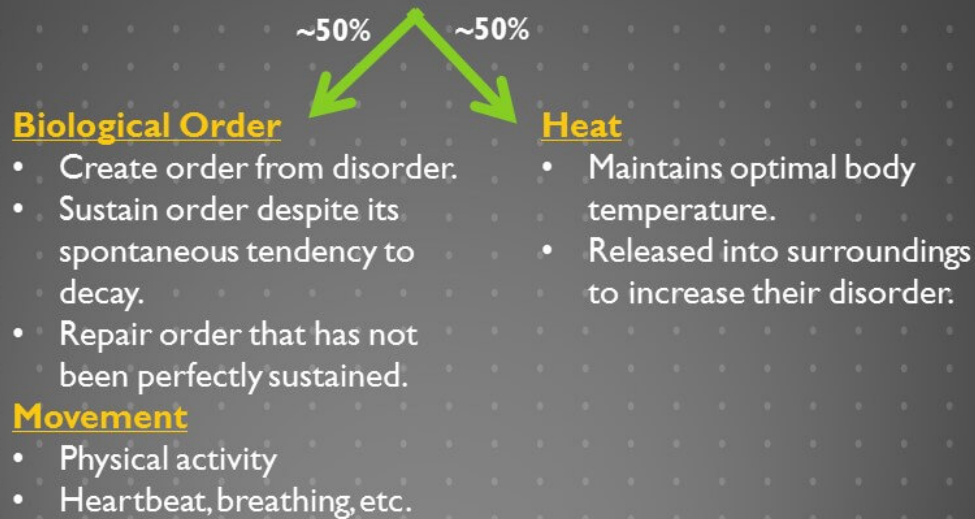 ~50% ~50%
Biological Order
• Create order from disorder.
• Sustain order despite its
spontaneous tendency to
decay.
• Repair order that has not
been perfectly sustained.
Movement
• Physical activity
• Heartbeat, breathing, etc.
Heat
• Maintains optimal body
temperature.
• Released into surroundings
to increase their disorder.